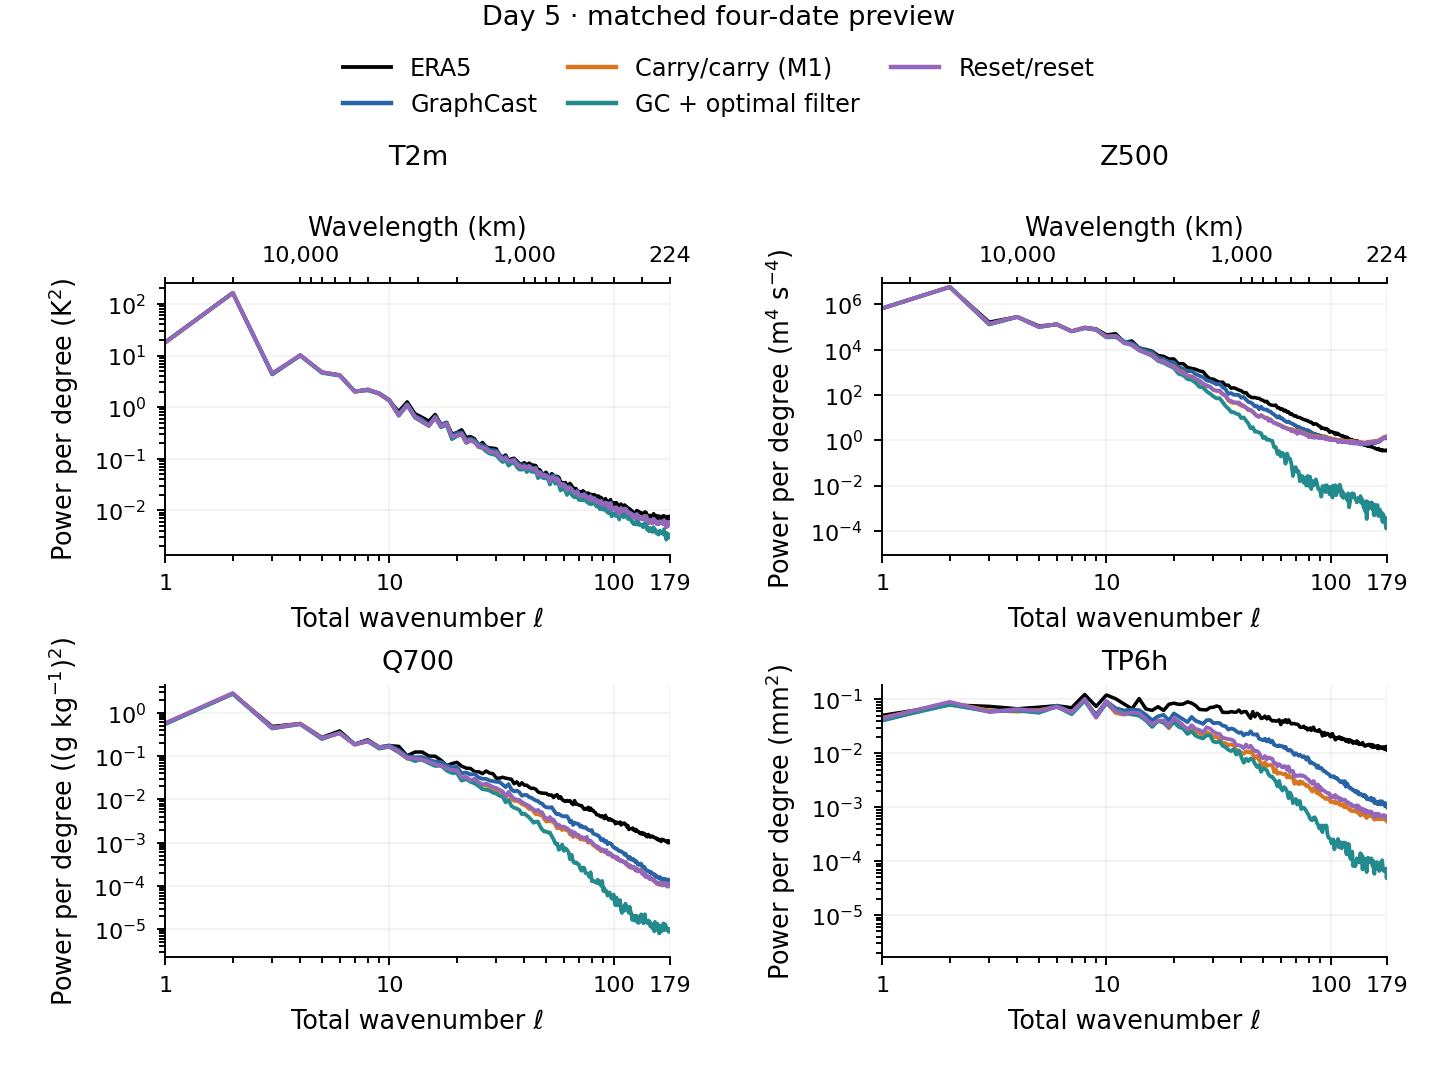 Day 5 · matched four-date preview
ERA5
Carry/carry (M1)
Reset/reset
GraphCast
GC + optimal filter
T2m
Z500
Wavelength (km)
Wavelength (km)
10,000
1,000
224
10,000
1,000
224
Power per degree (K²)
10²
10¹
10⁰
10⁻¹
10⁻²
1
10
100
179
Total wavenumber ℓ
Power per degree (m⁴ s⁻⁴)
10⁶
10⁴
10²
10⁰
10⁻²
10⁻⁴
1
10
100
179
Total wavenumber ℓ
Q700
Power per degree ((g kg⁻¹)²)
10⁰
10⁻¹
10⁻²
10⁻³
10⁻⁴
10⁻⁵
1
10
100
179
Total wavenumber ℓ
TP6h
Power per degree (mm²)
10⁻¹
10⁻²
10⁻³
10⁻⁴
10⁻⁵
1
10
100
179
Total wavenumber ℓ